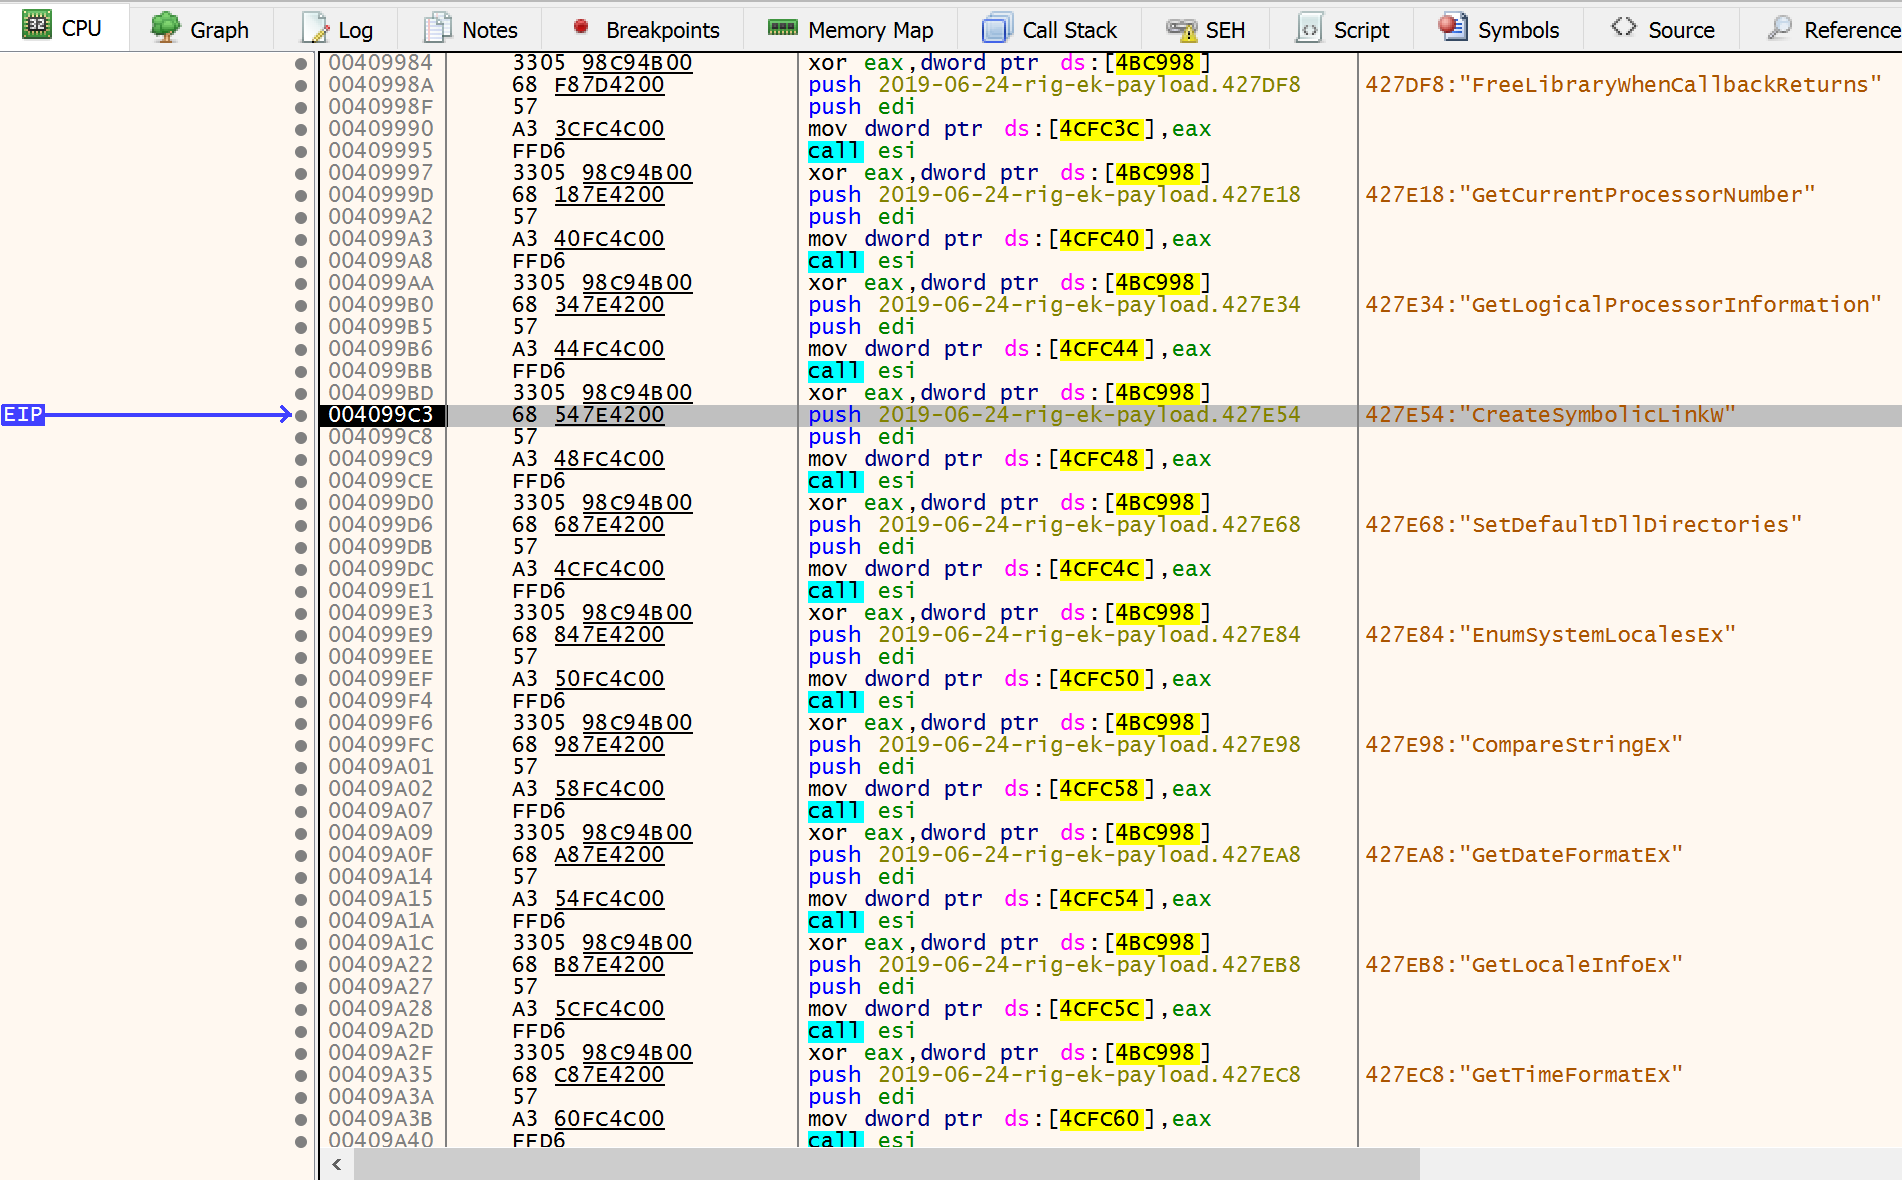 CPU Graph Log Notes Breakpoints Memory Map Call Stack SEH Script Symbols Source Reference
00409984 3305 98C94B00 xor eax,dword ptr ds:[4BC998]
0040998A 68 F87D4200 push 2019-06-24-rig-ek-payload.427DF8 427DF8:"FreeLibraryWhenCallbackReturns"
0040998F 57 push edi
00409990 A3 3CFC4C00 mov dword ptr ds:[4CFC3C],eax
00409995 FFD6 call esi
00409997 3305 98C94B00 xor eax,dword ptr ds:[4BC998]
0040999D 68 187E4200 push 2019-06-24-rig-ek-payload.427E18 427E18:"GetCurrentProcessorNumber"
004099A2 57 push edi
004099A3 A3 40FC4C00 mov dword ptr ds:[4CFC40],eax
004099A8 FFD6 call esi
004099AA 3305 98C94B00 xor eax,dword ptr ds:[4BC998]
004099B0 68 347E4200 push 2019-06-24-rig-ek-payload.427E34 427E34:"GetLogicalProcessorInformation"
004099B5 57 push edi
004099B6 A3 44FC4C00 mov dword ptr ds:[4CFC44],eax
004099BB FFD6 call esi
004099BD 3305 98C94B00 xor eax,dword ptr ds:[4BC998]
EIP 004099C3 68 547E4200 push 2019-06-24-rig-ek-payload.427E54 427E54:"CreateSymbolicLinkW"
004099C8 57 push edi
004099C9 A3 48FC4C00 mov dword ptr ds:[4CFC48],eax
004099CE FFD6 call esi
004099D0 3305 98C94B00 xor eax,dword ptr ds:[4BC998]
004099D6 68 687E4200 push 2019-06-24-rig-ek-payload.427E68 427E68:"SetDefaultDllDirectories"
004099DB 57 push edi
004099DC A3 4CFC4C00 mov dword ptr ds:[4CFC4C],eax
004099E1 FFD6 call esi
004099E3 3305 98C94B00 xor eax,dword ptr ds:[4BC998]
004099E9 68 847E4200 push 2019-06-24-rig-ek-payload.427E84 427E84:"EnumSystemLocalesEx"
004099EE 57 push edi
004099EF A3 50FC4C00 mov dword ptr ds:[4CFC50],eax
004099F4 FFD6 call esi
004099F6 3305 98C94B00 xor eax,dword ptr ds:[4BC998]
004099FC 68 987E4200 push 2019-06-24-rig-ek-payload.427E98 427E98:"CompareStringEx"
00409A01 57 push edi
00409A02 A3 58FC4C00 mov dword ptr ds:[4CFC58],eax
00409A07 FFD6 call esi
00409A09 3305 98C94B00 xor eax,dword ptr ds:[4BC998]
00409A0F 68 A87E4200 push 2019-06-24-rig-ek-payload.427EA8 427EA8:"GetDateFormatEx"
00409A14 57 push edi
00409A15 A3 54FC4C00 mov dword ptr ds:[4CFC54],eax
00409A1A FFD6 call esi
00409A1C 3305 98C94B00 xor eax,dword ptr ds:[4BC998]
00409A22 68 B87E4200 push 2019-06-24-rig-ek-payload.427EB8 427EB8:"GetLocaleInfoEx"
00409A27 57 push edi
00409A28 A3 5CFC4C00 mov dword ptr ds:[4CFC5C],eax
00409A2D FFD6 call esi
00409A2F 3305 98C94B00 xor eax,dword ptr ds:[4BC998]
00409A35 68 C87E4200 push 2019-06-24-rig-ek-payload.427EC8 427EC8:"GetTimeFormatEx"
00409A3A 57 push edi
00409A3B A3 60FC4C00 mov dword ptr ds:[4CFC60],eax
00409A40 FFD6 call esi